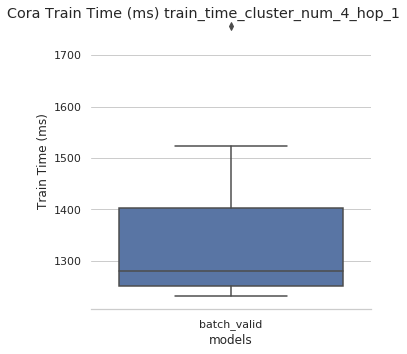 Cora Train Time (ms) train_time_cluster_num_4_hop_1
1700
1600
1500
1400
1300
Train Time (ms)
batch_valid
models